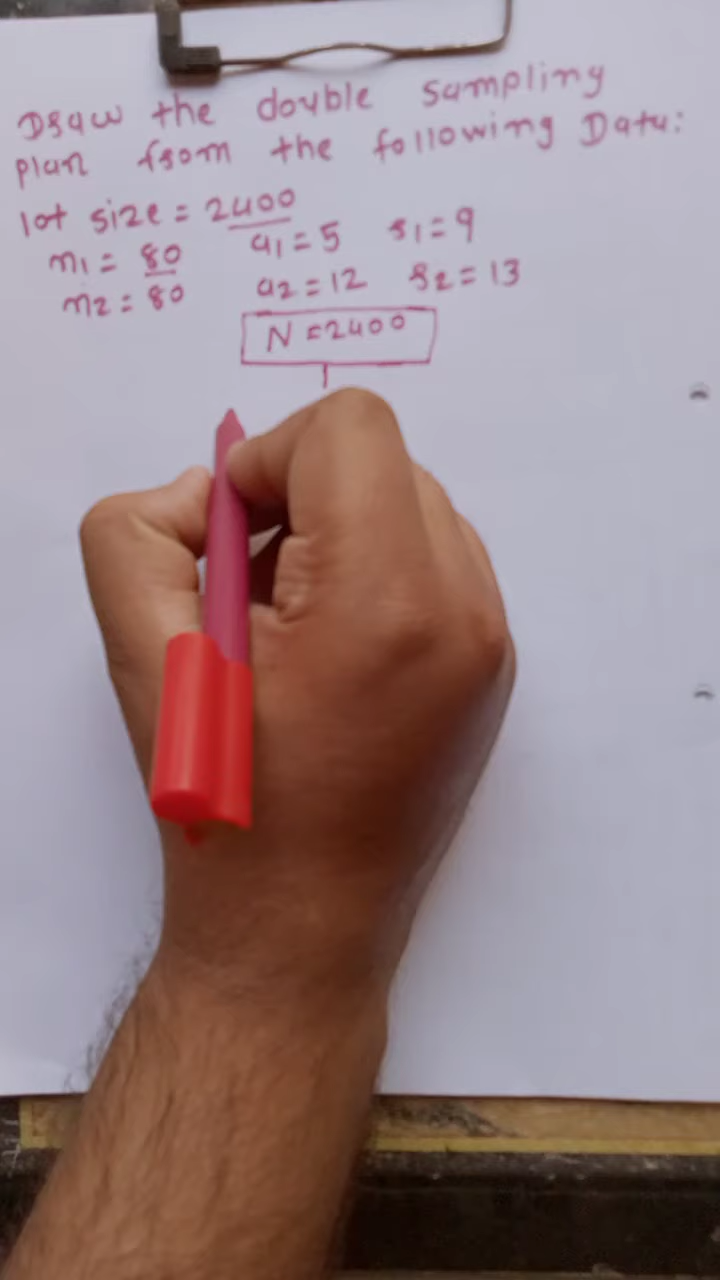 Draw the double sampling
plan from the following Data:
lot size = 2400
n1 = 80 a1 = 5 r1 = 9
n2 = 80 a2 = 12 r2 = 13
N = 2400